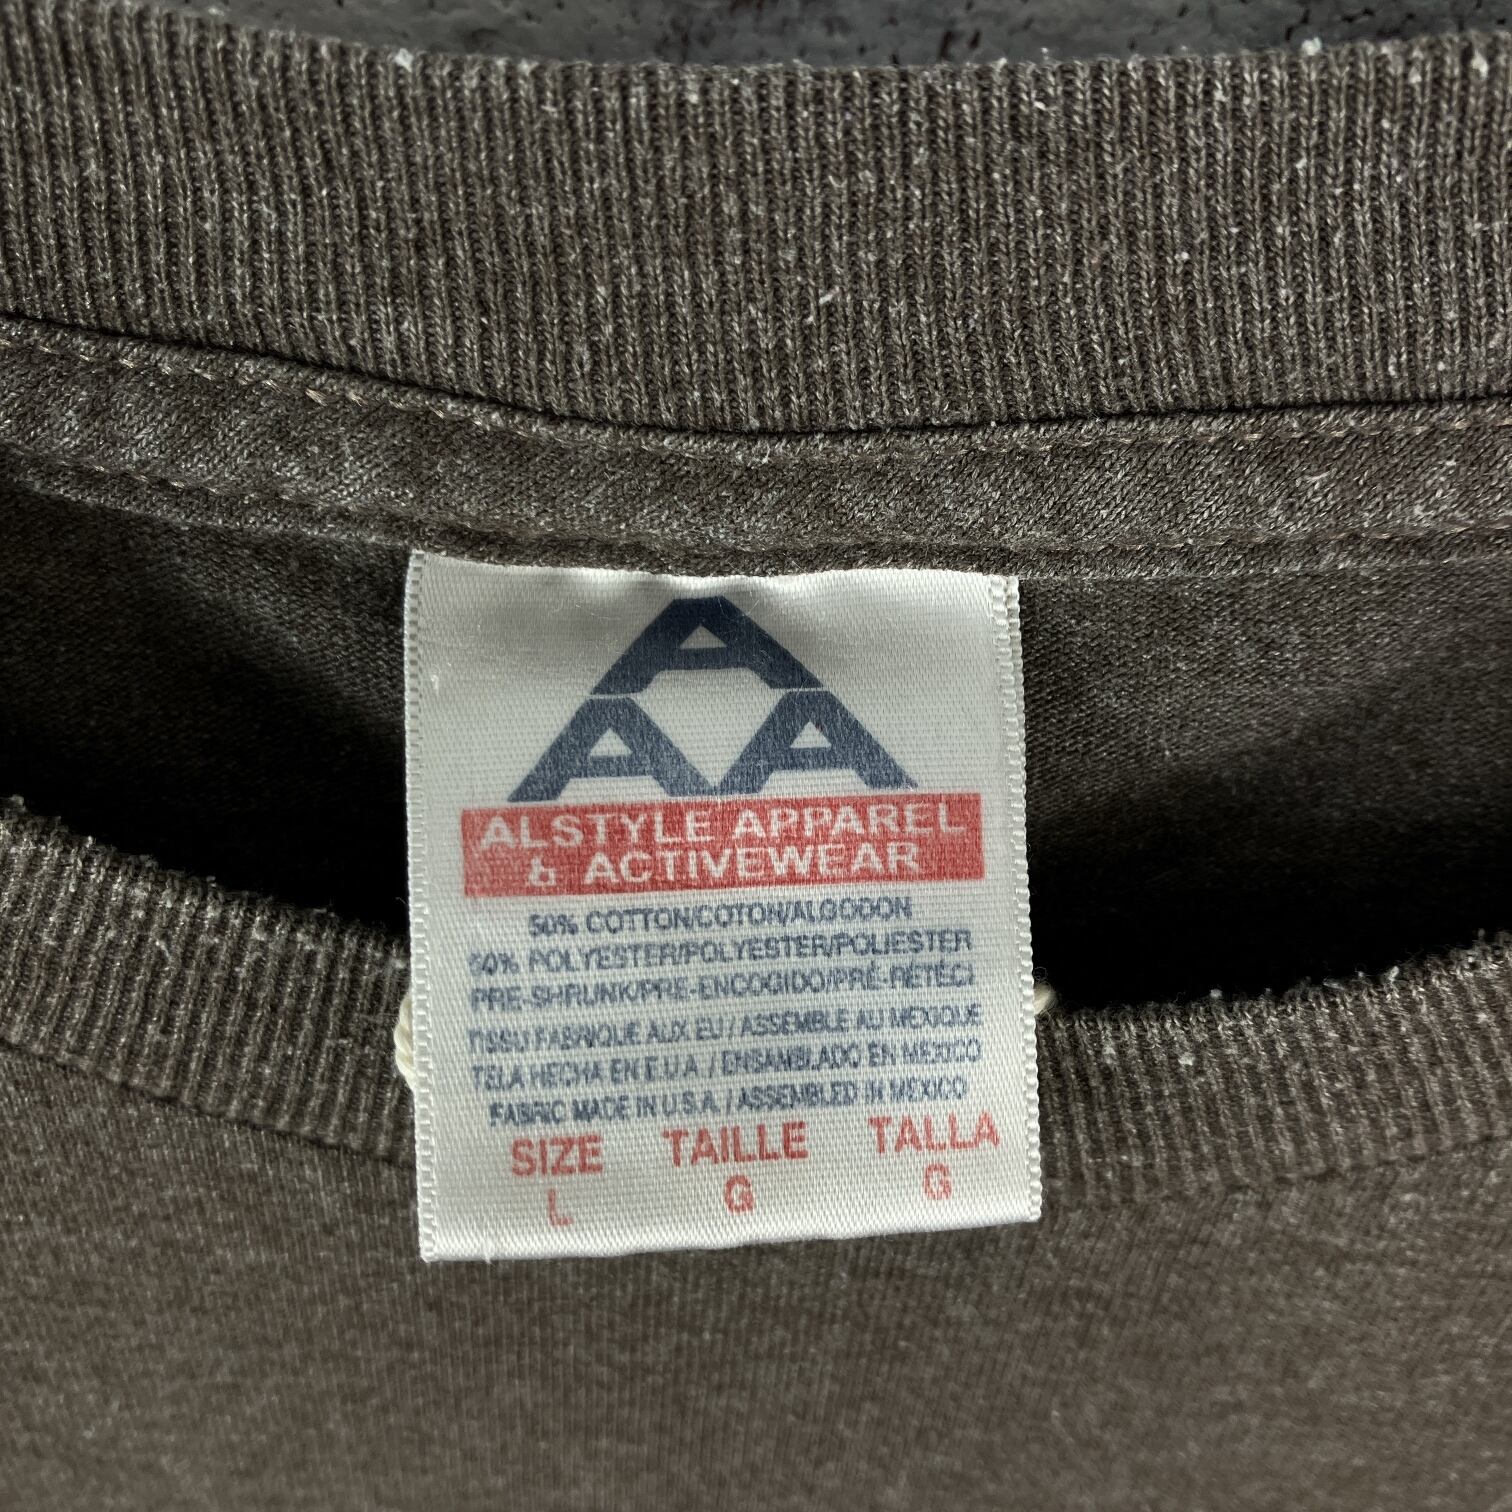 A
A A
ALSTYLE APPAREL
& ACTIVEWEAR
50% COTTON/COTON/ALGODON
50% POLYESTER/POLYESTER/POLIESTER
PRE-SHRUNK/PRE-ENCOGIDO/PRÉ-RÉTÉCI
TISSU FABRIQUE AUX EU / ASSEMBLE AU MEXIQUE
TELA HECHA EN E.U.A. / ENSAMBLADO EN MEXICO
FABRIC MADE IN U.S.A. / ASSEMBLED IN MEXICO
SIZE TAILLE TALLA
L G G